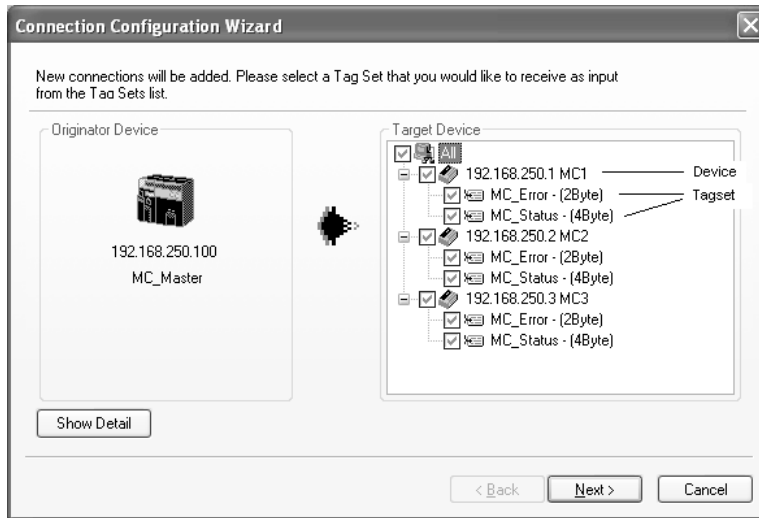 Connection Configuration Wizard
New connections will be added. Please select a Tag Set that you would like to receive as input
from the Tag Sets list.
Originator Device
192.168.250.100
MC_Master
Target Device
All
192.168.250.1 MC1
Device
MC_Error - (2Byte)
Tagset
MC_Status - (4Byte)
192.168.250.2 MC2
MC_Error - (2Byte)
MC_Status - (4Byte)
192.168.250.3 MC3
MC_Error - (2Byte)
MC_Status - (4Byte)
Show Detail
< Back
Next >
Cancel